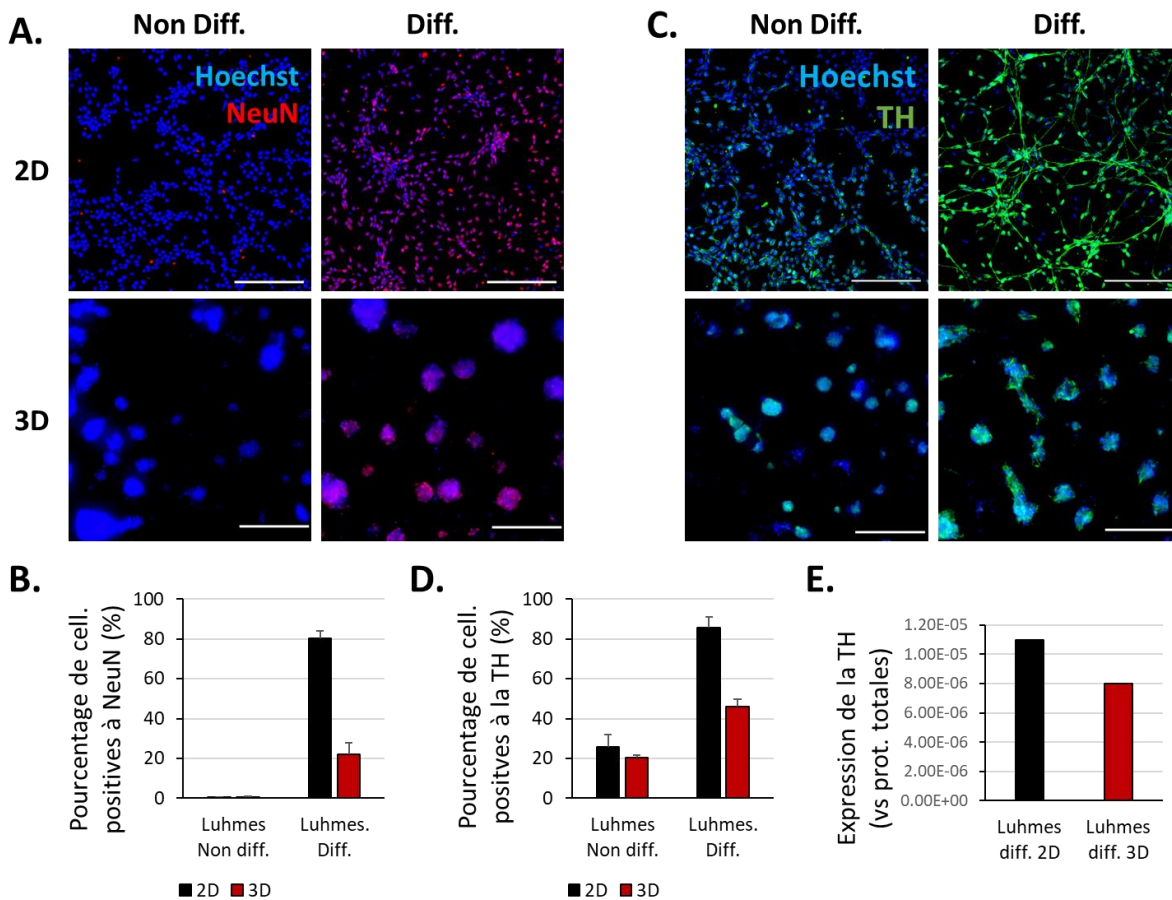 A.
Non Diff.
Diff.
C.
Non Diff.
Diff.
Hoechst
NeuN
Hoechst
TH
2D
3D
B.
Pourcentage de cell.
positives à NeuN (%)
100
80
60
40
20
0
Luhmes
Non diff.
Luhmes.
Diff.
2D
3D
D.
Pourcentage de cell.
positves à la TH (%)
100
80
60
40
20
0
Luhmes
Non diff.
Luhmes.
Diff.
2D
3D
E.
Expression de la TH
(vs prot. totales)
1.20E-05
1.00E-05
8.00E-06
6.00E-06
4.00E-06
2.00E-06
0.00E+00
Luhmes
diff. 2D
Luhmes
diff. 3D